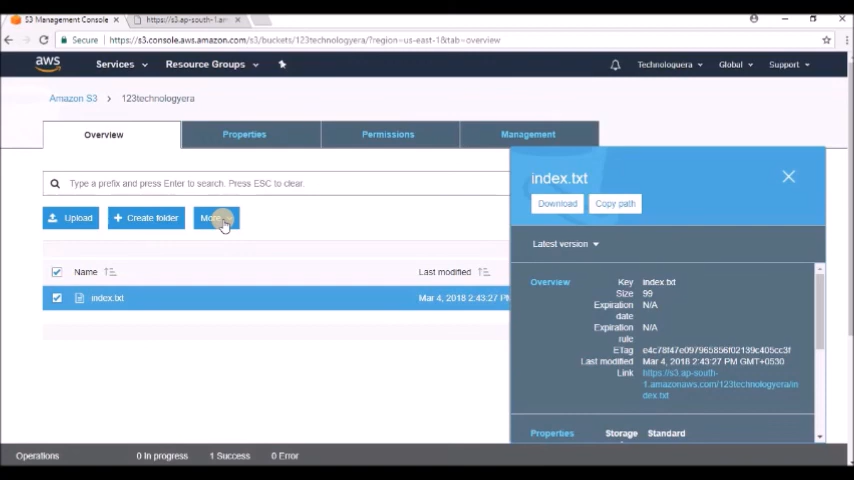 S3 Management Console
https://s3.ap-south-1.am
Secure https://s3.console.aws.amazon.com/s3/buckets/123technologyera/?region=us-east-1&tab=overview
aws Services Resource Groups Technologuera Global Support
Amazon S3 > 123technologyera
Overview Properties Permissions Management
Type a prefix and press Enter to search. Press ESC to clear.
Upload Create folder More
Name Last modified
index.txt Mar 4, 2018 2:43:27 P
index.txt
Download Copy path
Latest version
Overview Key index.txt
Size 99
Expiration date N/A
Expiration rule N/A
ETag e4c78f47e097965856f02139c405cc3f
Last modified Mar 4, 2018 2:43:27 PM GMT+0530
Link https://s3.ap-south-
1.amazonaws.com/123technologyera/in
dex.txt
Properties Storage Standard
Operations 0 In progress 1 Success 0 Error